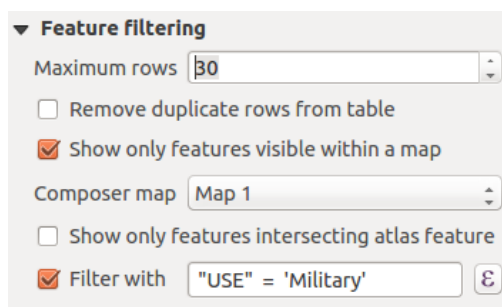 Feature filtering
Maximum rows 30
Remove duplicate rows from table
Show only features visible within a map
Composer map Map 1
Show only features intersecting atlas feature
Filter with "USE" = 'Military' ε